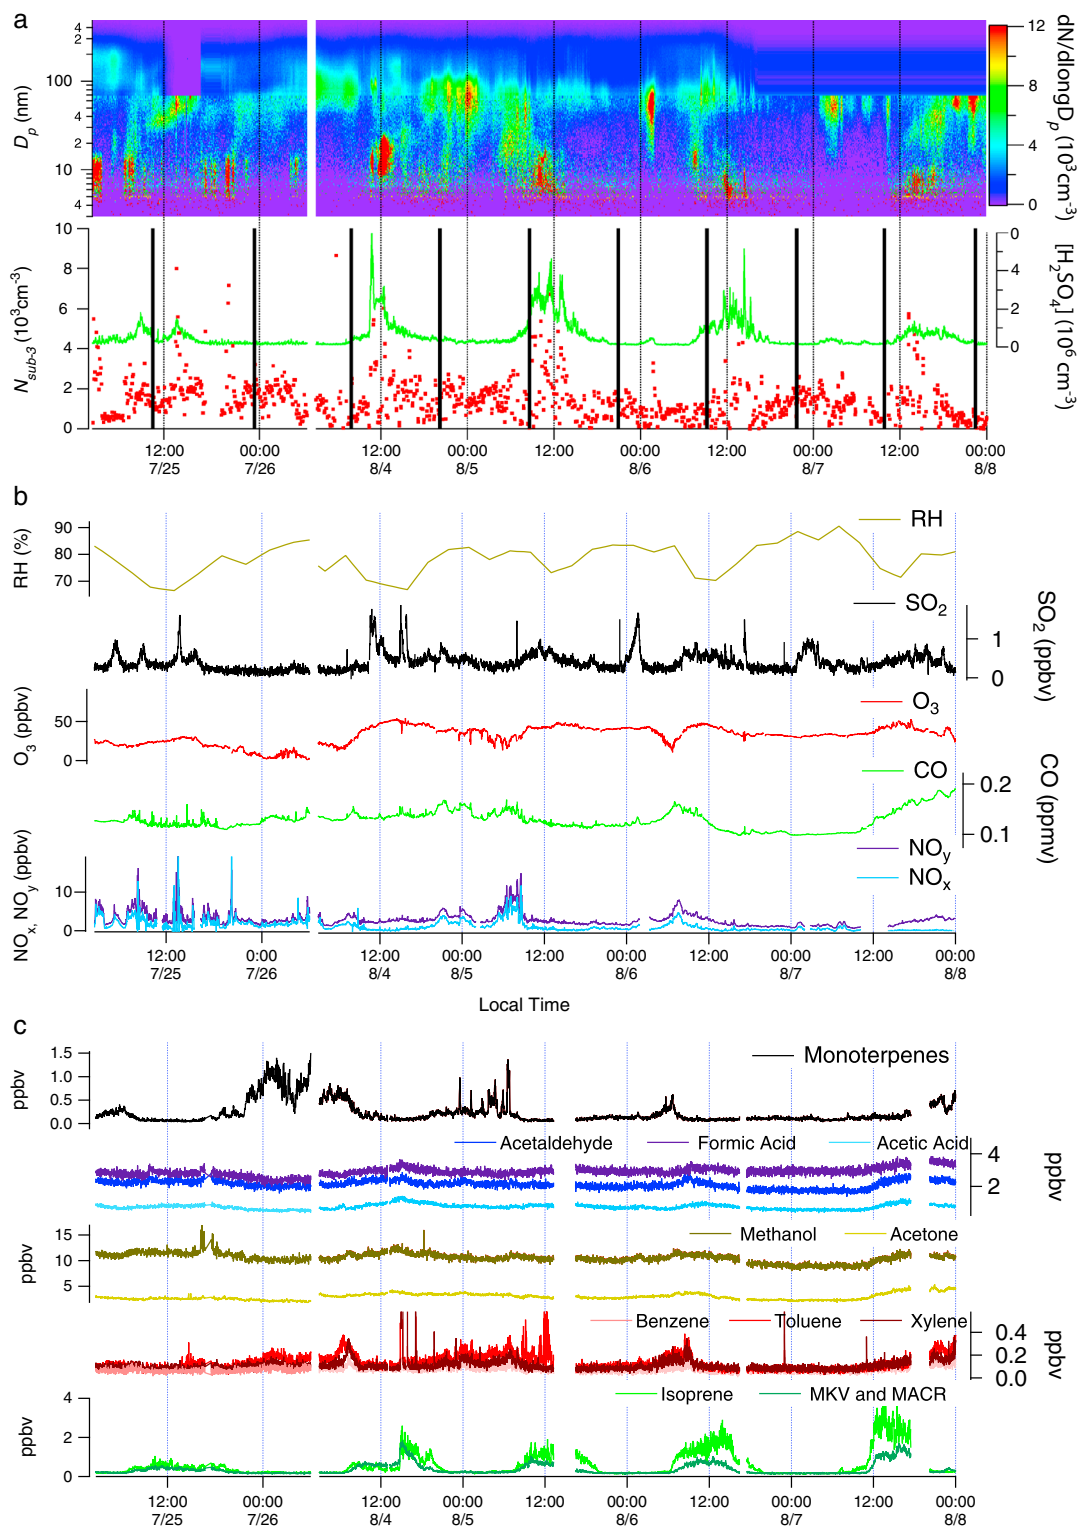 a
4
2
100
4
2
10
4
D_p (nm)
12
8
4
0
dN/dlongD_p (10³cm⁻³)
10
8
6
4
2
0
N_sub-3 (10³cm⁻³)
0
4
2
0
[H₂SO₄] (10⁶ cm⁻³)
12:00 00:00 12:00 00:00 12:00 00:00 12:00 00:00 12:00 00:00
7/25 7/26 8/4 8/5 8/6 8/7 8/8
b
90
80
70
RH (%)
RH
SO₂
1
0
SO₂ (ppbv)
50
0
O₃ (ppbv)
O₃
CO
0.2
0.1
CO (ppmv)
NO_y
NO_x
10
0
NO_x, NO_y (ppbv)
12:00 0:00 12:00 00:00 12:00 00:00 12:00 00:00 12:00 00:00
7/25 7/26 8/4 8/5 8/6 8/7 8/8
Local Time
c
1.5
1.0
0.5
0.0
ppbv
Monoterpenes
Acetaldehyde Formic Acid Acetic Acid
4
2
ppbv
15
10
5
ppbv
Methanol Acetone
Benzene Toluene Xylene
0.4
0.2
0.0
ppbv
4
2
0
ppbv
Isoprene MKV and MACR
12:00 00:00 12:00 00:00 12:00 00:00 12:00 00:00 12:00 00:00
7/25 7/26 8/4 8/5 8/6 8/7 8/8